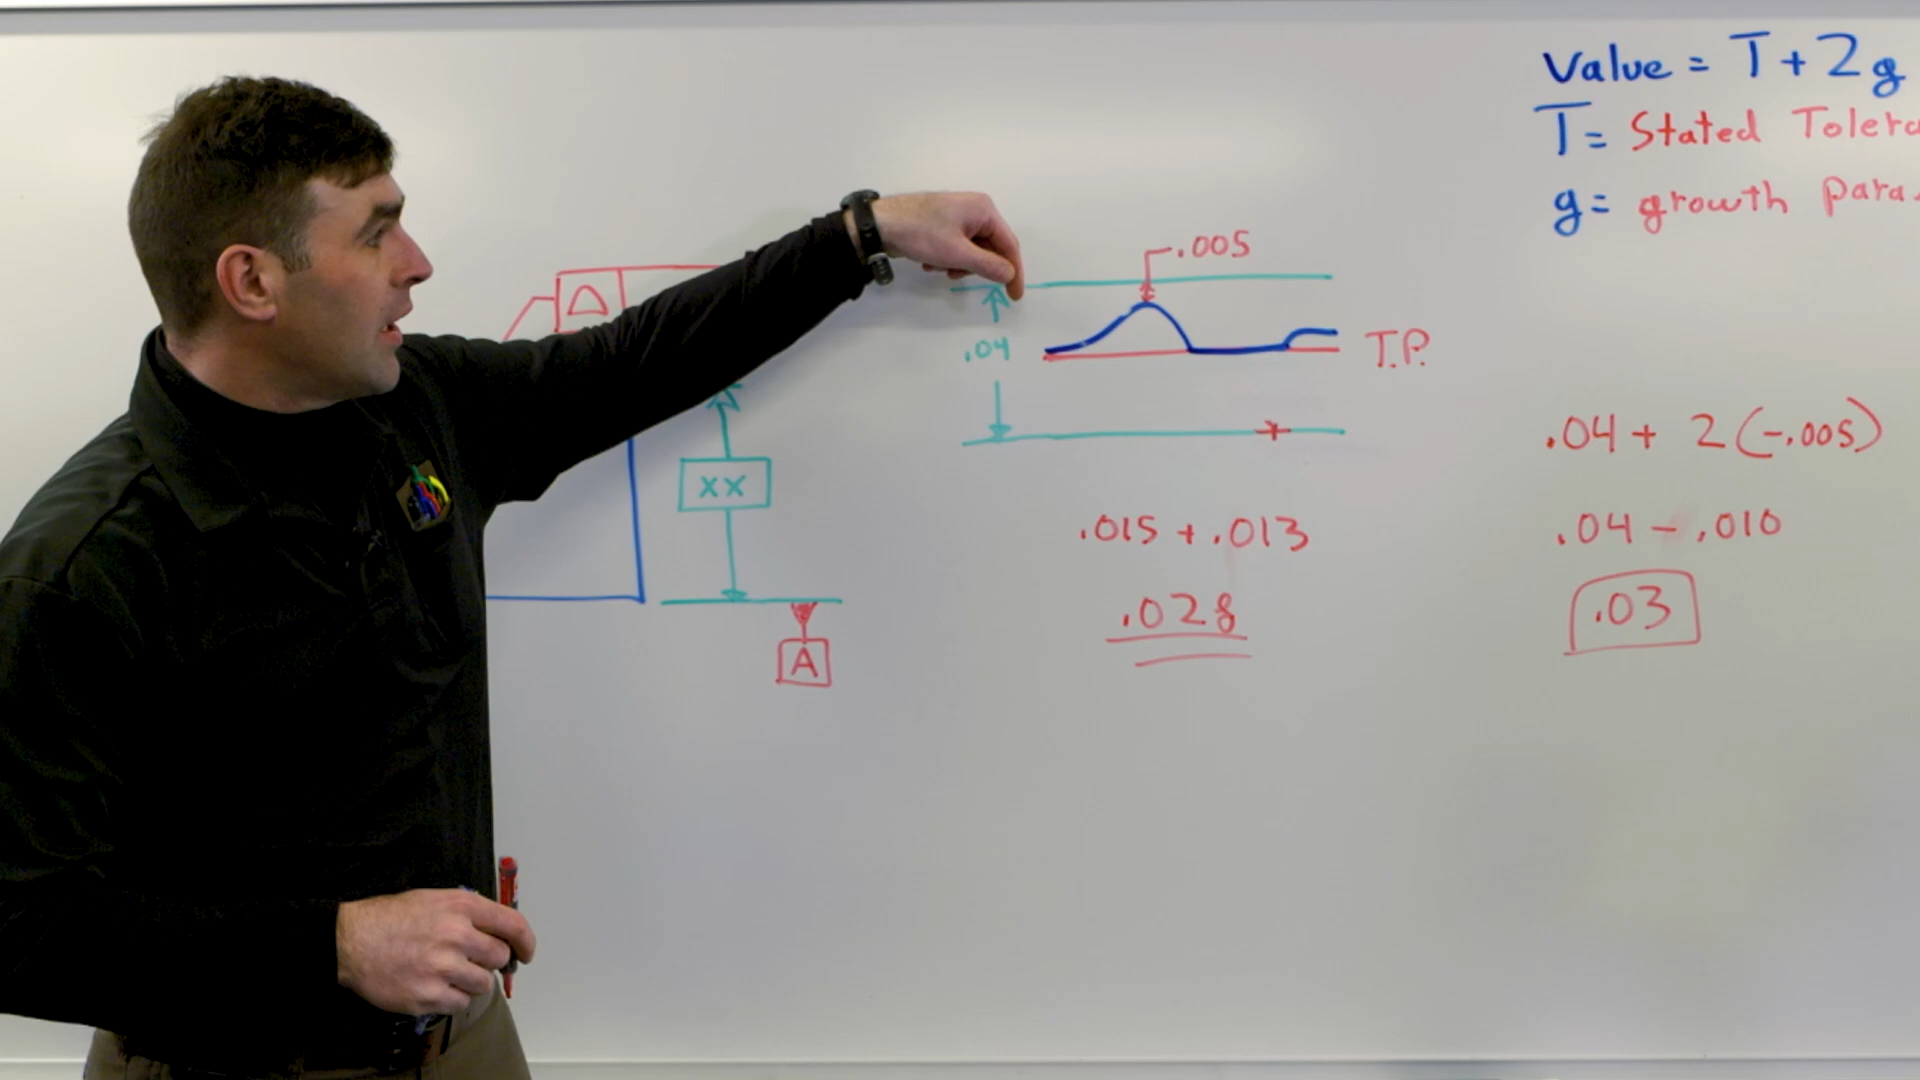 Value = T + 2g
T = Stated Tolera
g = growth para
.005
.04
T.P.
xx
A
.015 + .013
.028
.04 + 2(-.005)
.04 - .010
.03